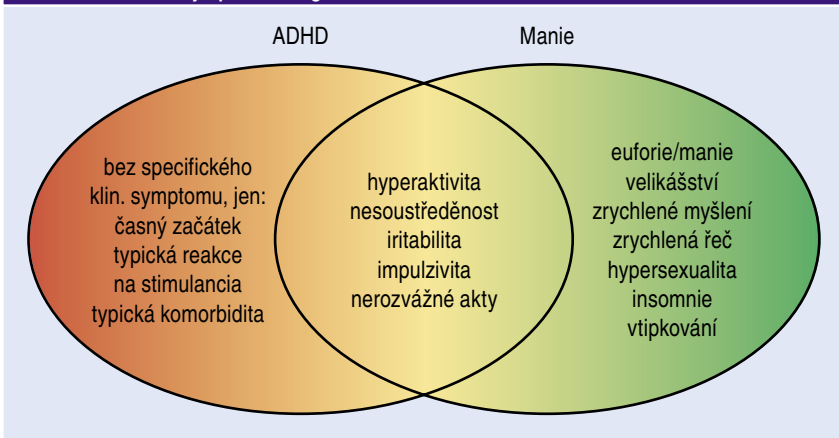 ADHD
Manie
bez specifického
klin. symptomu, jen:
časný začátek
typická reakce
na stimulancia
typická komorbidita
hyperaktivita
nesoustředěnost
iritabilita
impulzivita
nerozvážné akty
euforie/manie
velikášství
zrychlené myšlení
zrychlená řeč
hypersexualita
insomnie
vtipkování